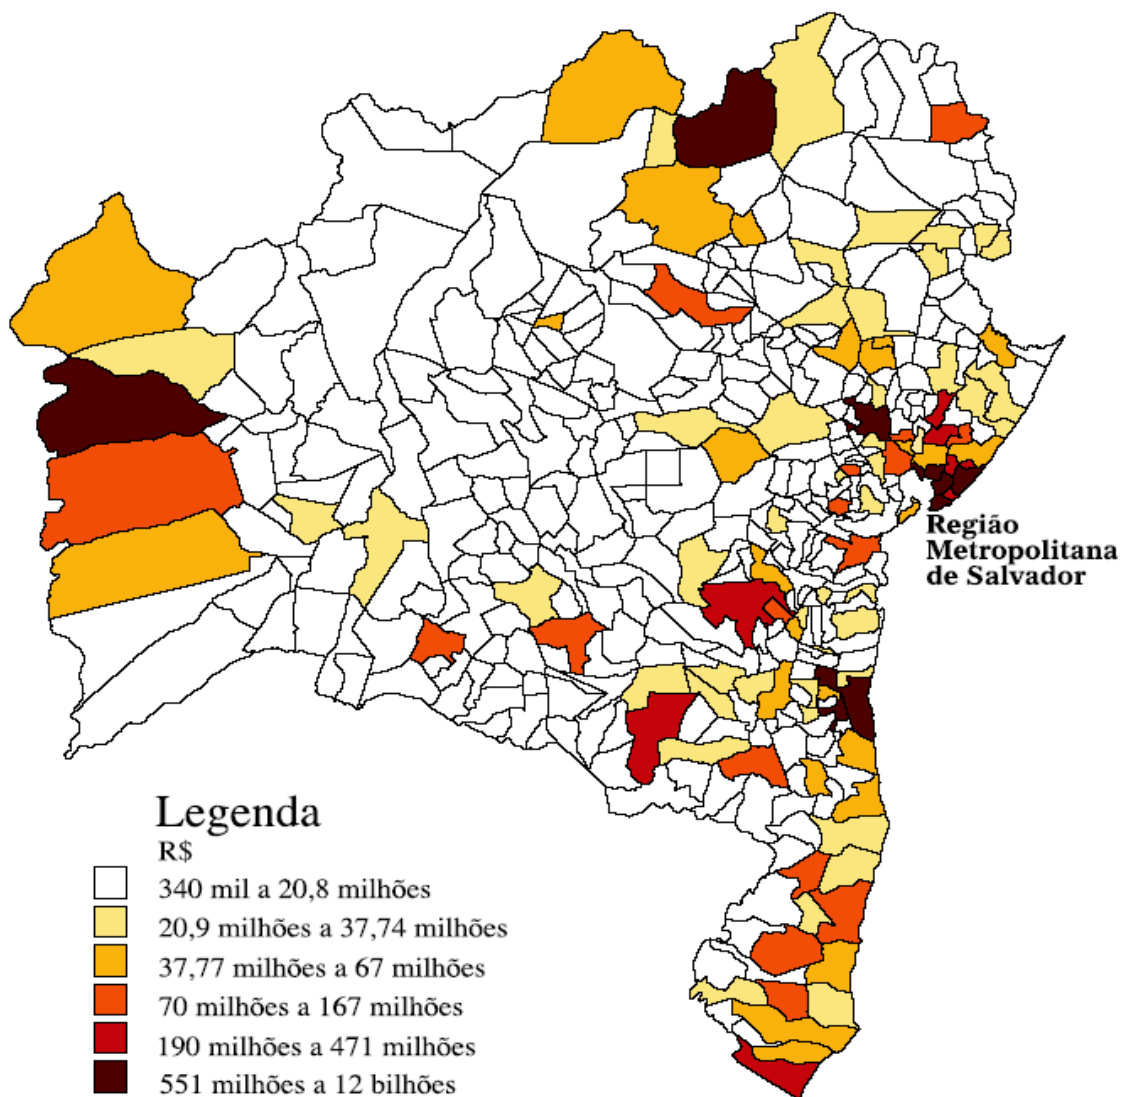 Região
Metropolitana
de Salvador
Legenda
R$
340 mil a 20,8 milhões
20,9 milhões a 37,74 milhões
37,77 milhões a 67 milhões
70 milhões a 167 milhões
190 milhões a 471 milhões
551 milhões a 12 bilhões